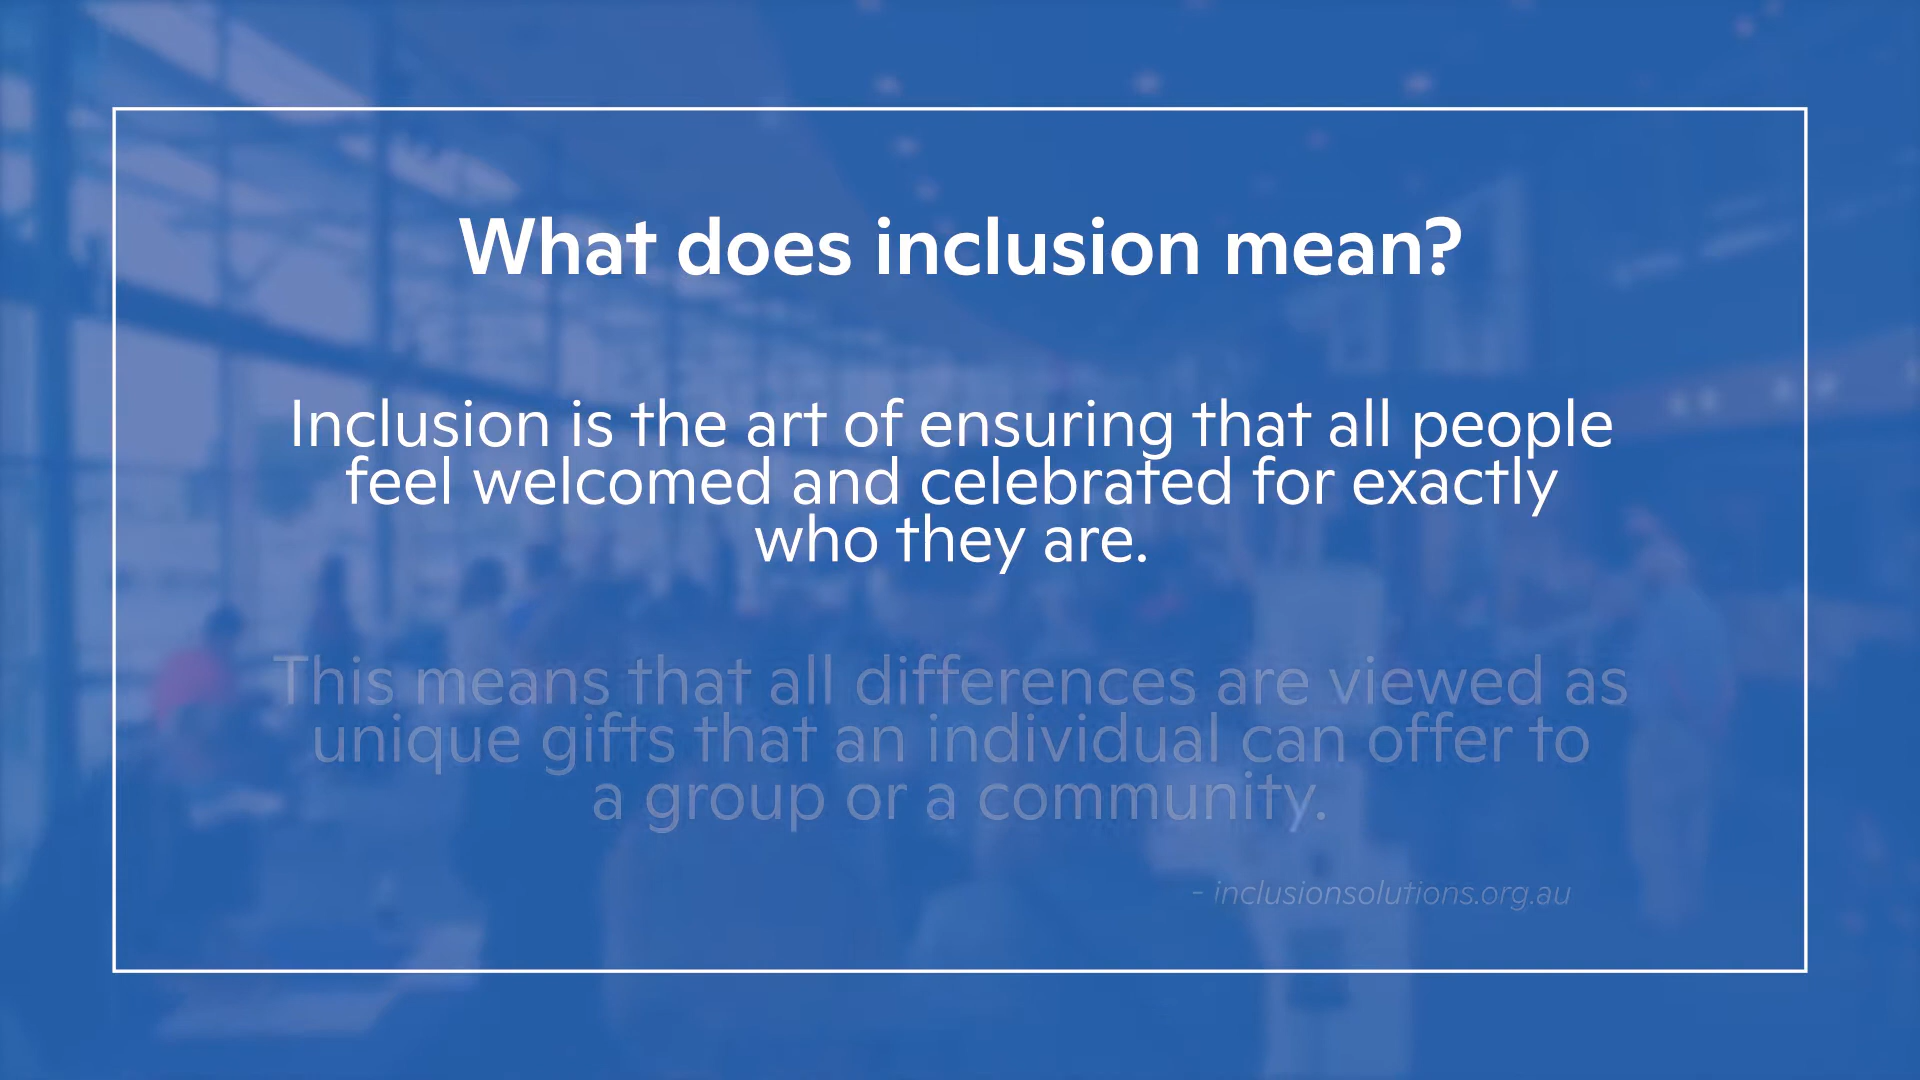 What does inclusion mean?
Inclusion is the art of ensuring that all people
feel welcomed and celebrated for exactly
who they are.
This means that all differences are viewed as
unique gifts that an individual can offer to
a group or a community.
- inclusionsolutions.org.au